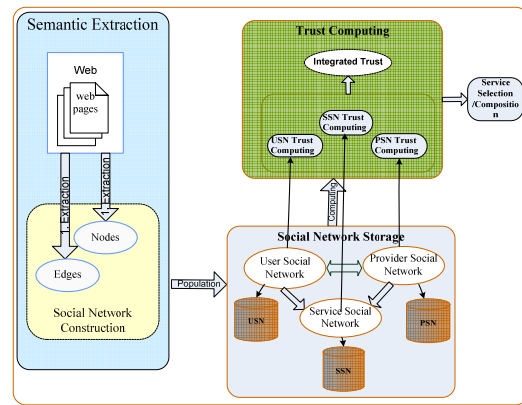 Semantic Extraction
Web
web
pages
1. Extraction
1. Extraction
Nodes
Edges
Social Network
Construction
Population
Trust Computing
Integrated Trust
SSN Trust
Computing
USN Trust
Computing
PSN Trust
Computing
Service
Selection
/Compositio
n
Computing
Social Network Storage
User Social
Network
Provider Social
Network
Service Social
Network
USN
PSN
SSN